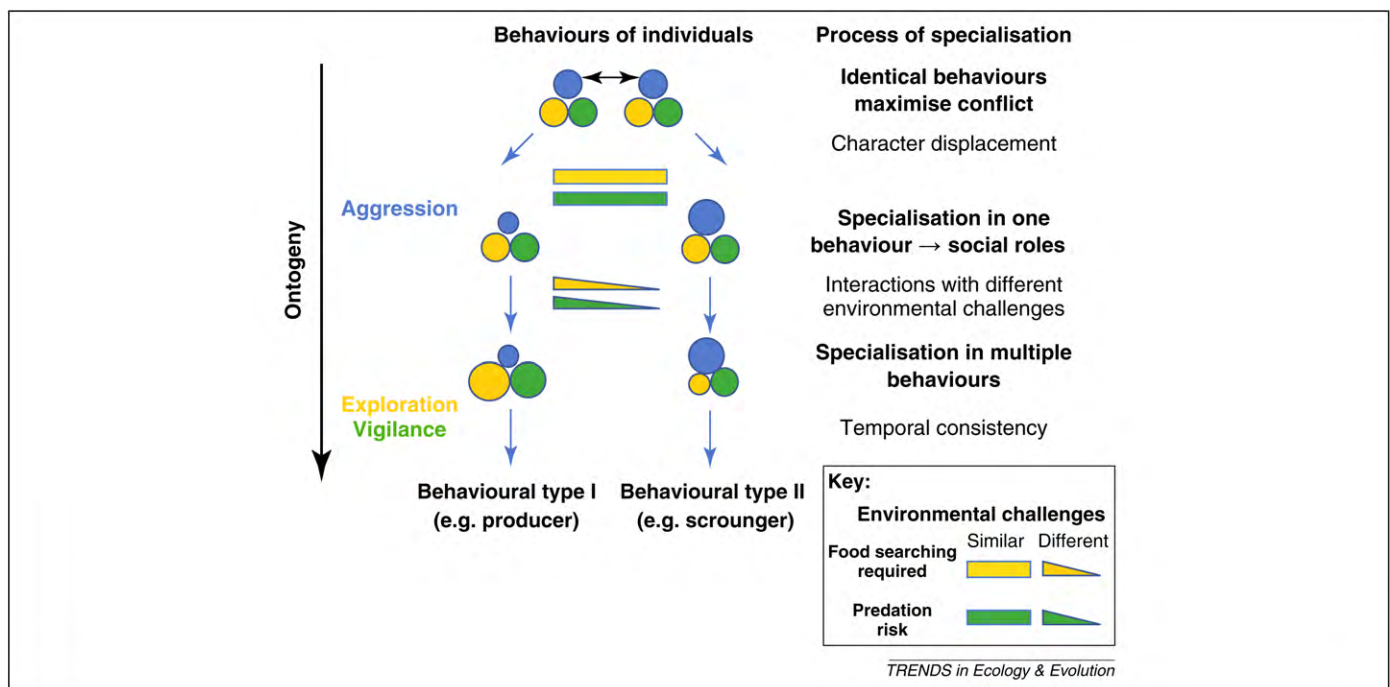 Behaviours of individuals
Process of specialisation
Identical behaviours
maximise conflict
Character displacement
Ontogeny
Aggression
Specialisation in one
behaviour → social roles
Interactions with different
environmental challenges
Specialisation in multiple
behaviours
Exploration
Vigilance
Temporal consistency
Behavioural type I
(e.g. producer)
Behavioural type II
(e.g. scrounger)
Key:
Environmental challenges
Similar Different
Food searching
required
Predation
risk
TRENDS in Ecology & Evolution